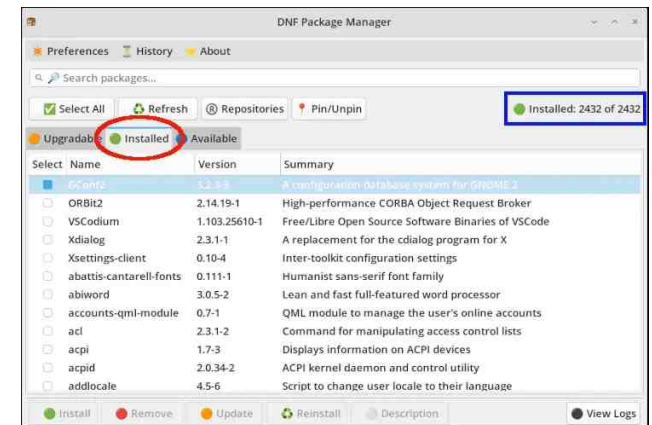 DNF Package Manager
Preferences History About
Search packages...
Select All Refresh Repositories Pin/Unpin Installed: 2432 of 2432
Upgradable Installed Available
Select Name Version Summary
GConf2 3.2.6-3 A configuration database system for GNOME 2
ORBit2 2.14.19-1 High-performance CORBA Object Request Broker
VSCodium 1.103.25610-1 Free/Libre Open Source Software Binaries of VSCode
Xdialog 2.3.1-1 A replacement for the cdialog program for X
Xsettings-client 0.10-4 Inter-toolkit configuration settings
abattis-cantarell-fonts 0.111-1 Humanist sans-serif font family
abiword 3.0.5-2 Lean and fast full-featured word processor
accounts-qml-module 0.7-1 QML module to manage the user's online accounts
acl 2.3.1-2 Command for manipulating access control lists
acpi 1.7-3 Displays information on ACPI devices
acpid 2.0.34-2 ACPI kernel daemon and control utility
addlocale 4.5-6 Script to change user locale to their language
Install Remove Update Reinstall Description View Logs